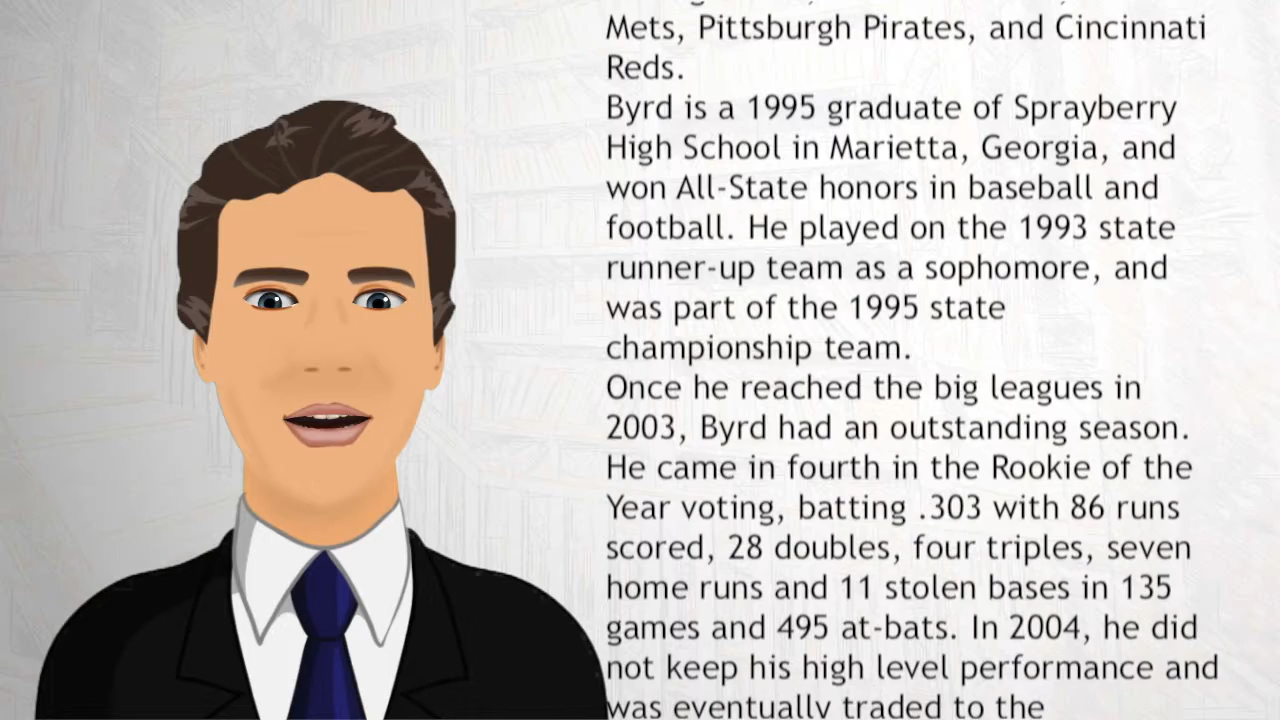 Mets, Pittsburgh Pirates, and Cincinnati
Reds.
Byrd is a 1995 graduate of Sprayberry
High School in Marietta, Georgia, and
won All-State honors in baseball and
football. He played on the 1993 state
runner-up team as a sophomore, and
was part of the 1995 state
championship team.
Once he reached the big leagues in
2003, Byrd had an outstanding season.
He came in fourth in the Rookie of the
Year voting, batting .303 with 86 runs
scored, 28 doubles, four triples, seven
home runs and 11 stolen bases in 135
games and 495 at-bats. In 2004, he did
not keep his high level performance and
was eventually traded to the